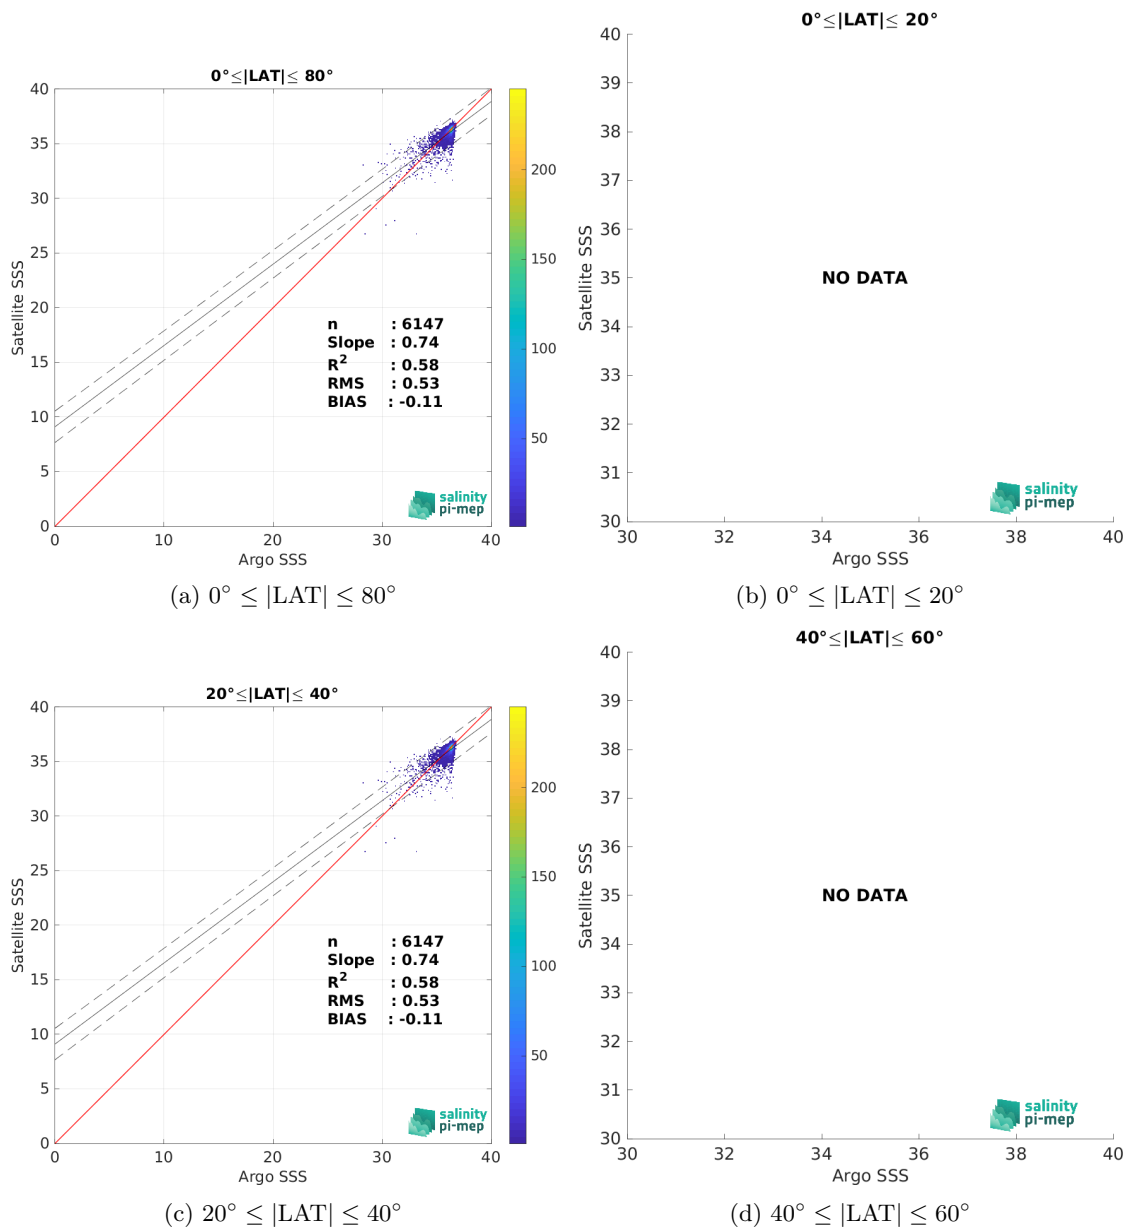 0°≤|LAT|≤ 80°
40
35
30
25
20
15
10
5
0
0
10
20
30
40
Satellite SSS
Argo SSS
n : 6147
Slope : 0.74
R² : 0.58
RMS : 0.53
BIAS : -0.11
200
150
100
50
salinity
pi-mep
(a) 0° ≤ |LAT| ≤ 80°
0°≤|LAT|≤ 20°
40
39
38
37
36
35
34
33
32
31
30
30
32
34
36
38
40
Satellite SSS
Argo SSS
NO DATA
salinity
pi-mep
(b) 0° ≤ |LAT| ≤ 20°
20°≤|LAT|≤ 40°
40
35
30
25
20
15
10
5
0
0
10
20
30
40
Satellite SSS
Argo SSS
n : 6147
Slope : 0.74
R² : 0.58
RMS : 0.53
BIAS : -0.11
200
150
100
50
salinity
pi-mep
(c) 20° ≤ |LAT| ≤ 40°
40°≤|LAT|≤ 60°
40
39
38
37
36
35
34
33
32
31
30
30
32
34
36
38
40
Satellite SSS
Argo SSS
NO DATA
salinity
pi-mep
(d) 40° ≤ |LAT| ≤ 60°